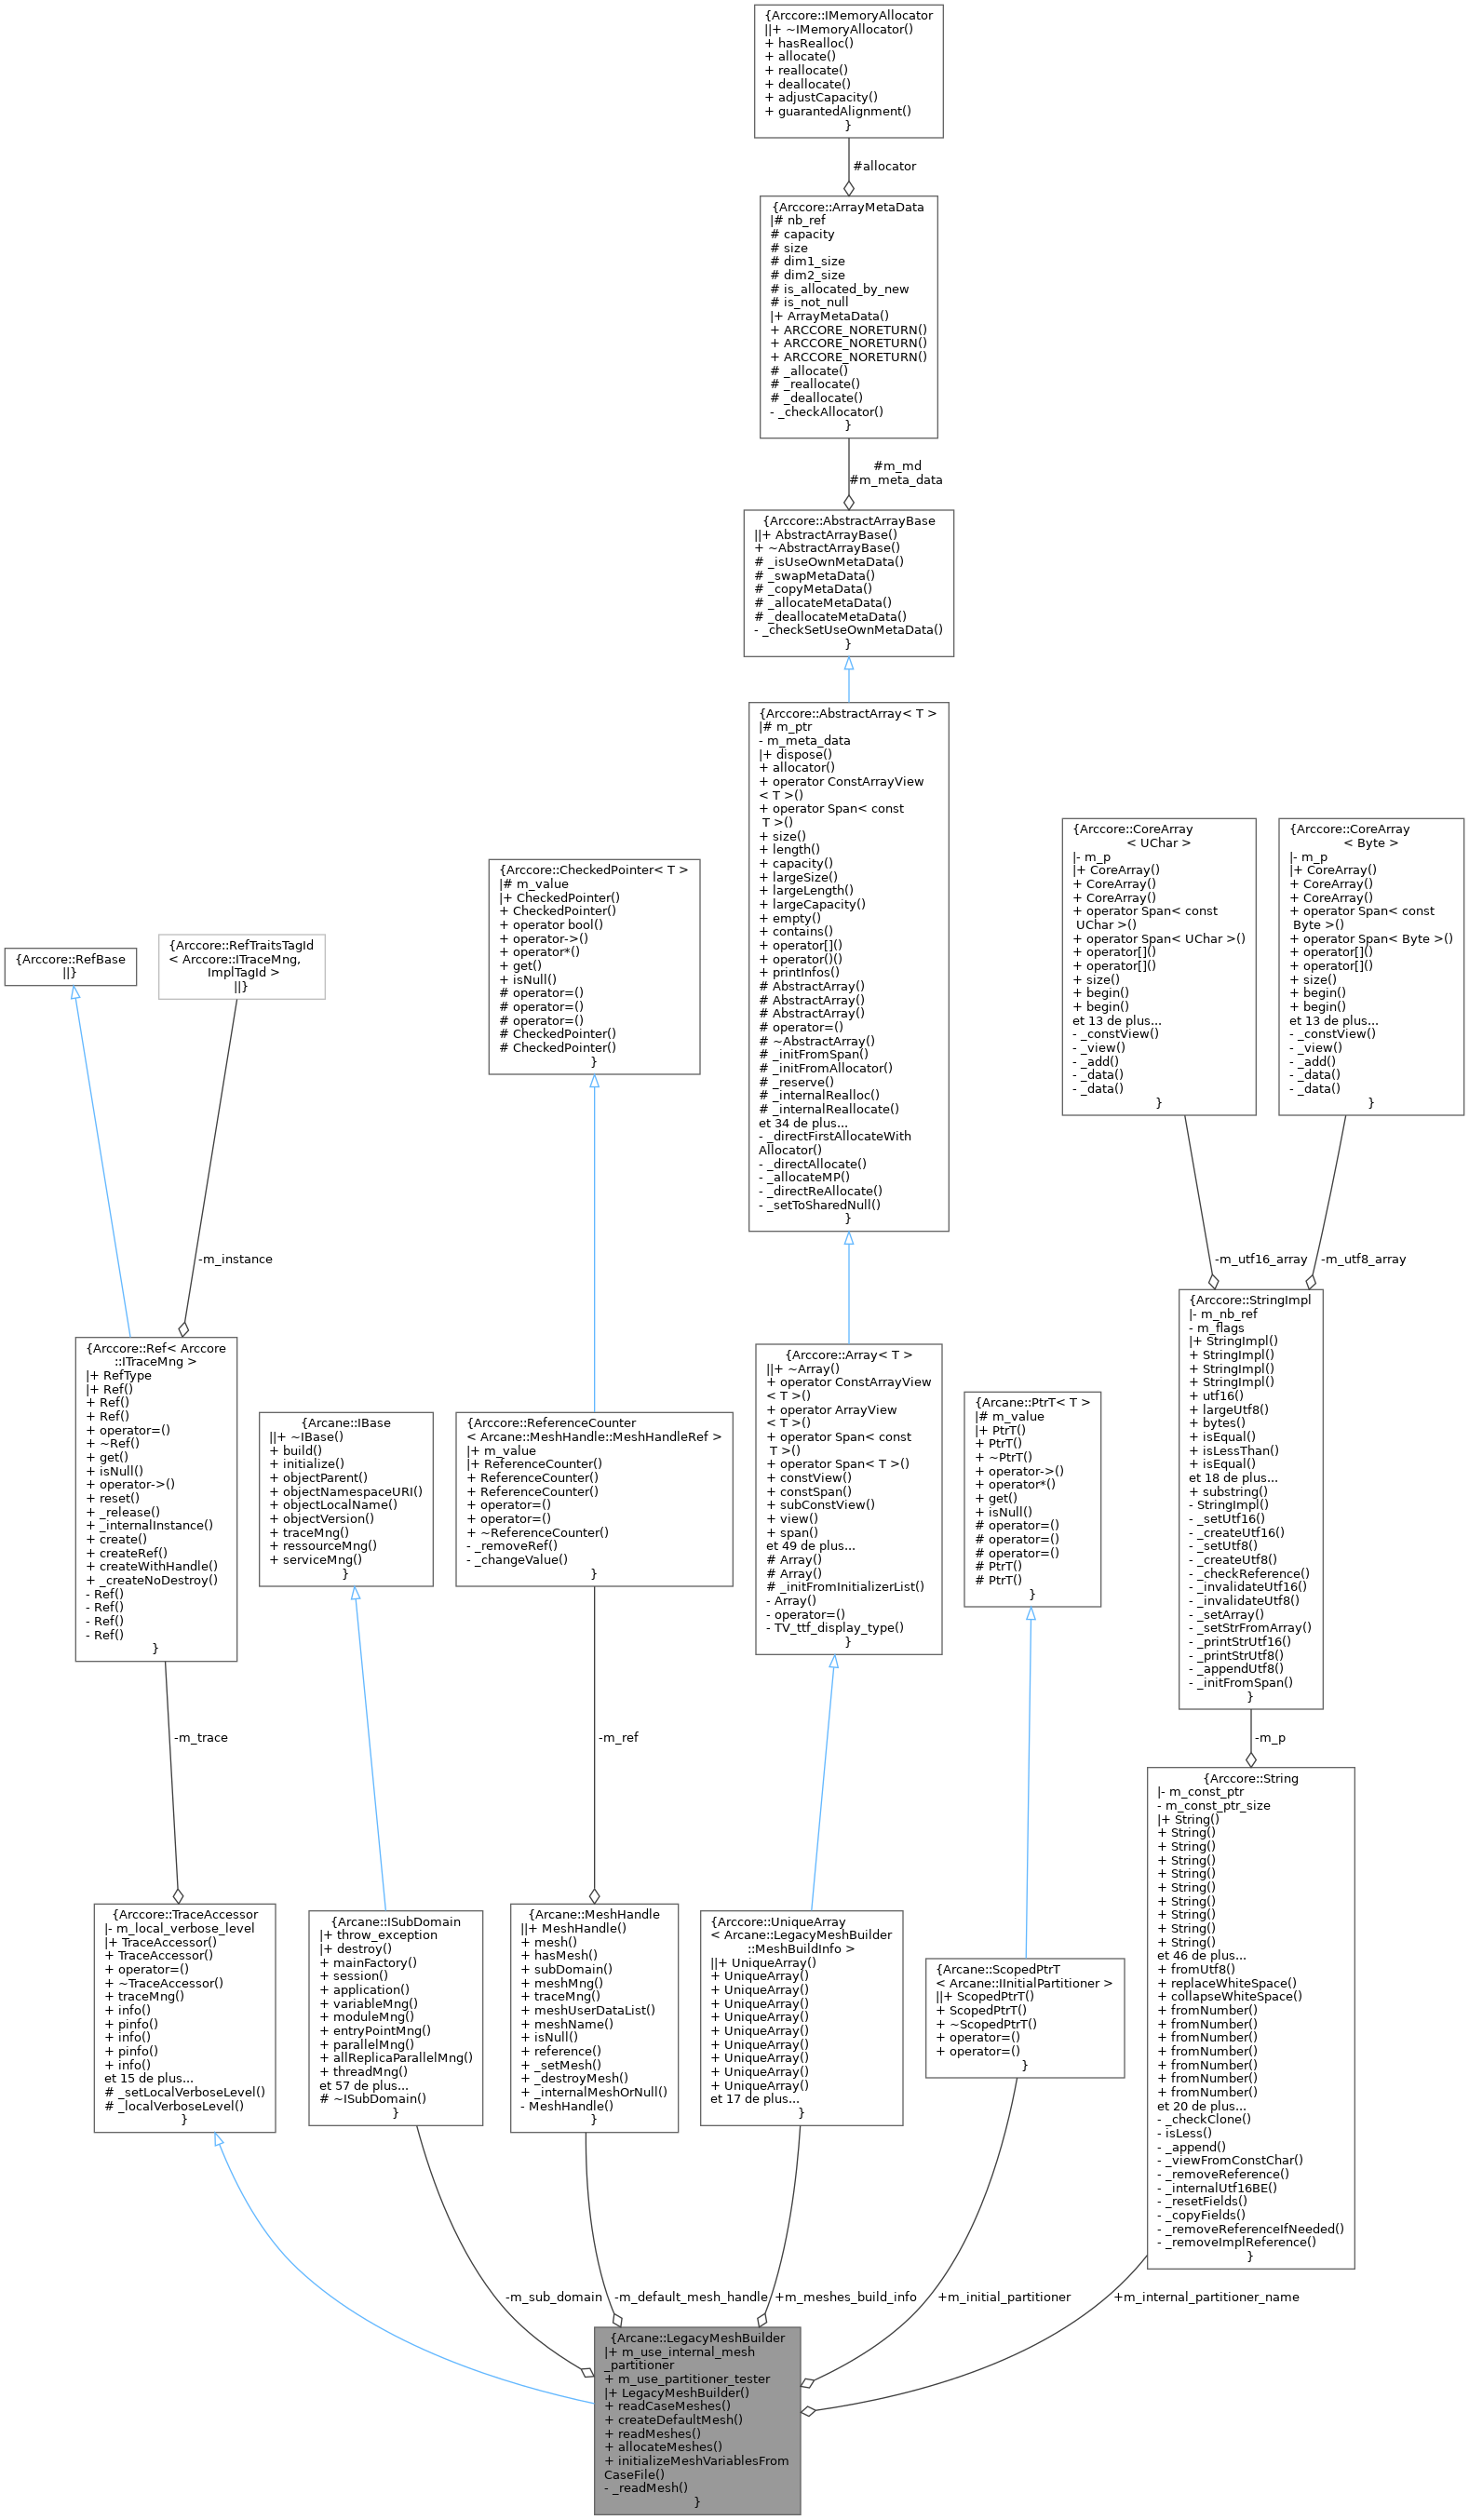 {Arccore::IMemoryAllocator
||+ ~IMemoryAllocator()
+ hasRealloc()
+ allocate()
+ reallocate()
+ deallocate()
+ adjustCapacity()
+ guarantedAlignment()
}
#allocator
{Arccore::ArrayMetaData
|# nb_ref
# capacity
# size
# dim1_size
# dim2_size
# is_allocated_by_new
# is_not_null
|+ ArrayMetaData()
+ ARCCORE_NORETURN()
+ ARCCORE_NORETURN()
+ ARCCORE_NORETURN()
# _allocate()
# _reallocate()
# _deallocate()
- _checkAllocator()
}
#m_md
#m_meta_data
{Arccore::AbstractArrayBase
||+ AbstractArrayBase()
+ ~AbstractArrayBase()
# _isUseOwnMetaData()
# _swapMetaData()
# _copyMetaData()
# _allocateMetaData()
# _deallocateMetaData()
- _checkSetUseOwnMetaData()
}
{Arccore::AbstractArray< T >
|# m_ptr
- m_meta_data
|+ dispose()
+ allocator()
+ operator ConstArrayView
< T >()
+ operator Span< const
T >()
+ size()
+ length()
+ capacity()
+ largeSize()
+ largeLength()
+ largeCapacity()
+ empty()
+ contains()
+ operator[]()
+ operator()()
+ printInfos()
# AbstractArray()
# AbstractArray()
# AbstractArray()
# operator=()
# ~AbstractArray()
# _initFromSpan()
# _initFromAllocator()
# _reserve()
# _internalRealloc()
# _internalReallocate()
et 34 de plus...
- _directFirstAllocateWith
Allocator()
- _directAllocate()
- _allocateMP()
- _directReAllocate()
- _setToSharedNull()
}
{Arccore::CoreArray
< UChar >
|- m_p
|+ CoreArray()
+ CoreArray()
+ CoreArray()
+ operator Span< const
UChar >()
+ operator Span< UChar >()
+ operator[]()
+ operator[]()
+ size()
+ begin()
+ begin()
et 13 de plus...
- _constView()
- _view()
- _add()
- _data()
- _data()
}
{Arccore::CoreArray
< Byte >
|- m_p
|+ CoreArray()
+ CoreArray()
+ CoreArray()
+ operator Span< const
Byte >()
+ operator Span< Byte >()
+ operator[]()
+ operator[]()
+ size()
+ begin()
+ begin()
et 13 de plus...
- _constView()
- _view()
- _add()
- _data()
- _data()
}
{Arccore::CheckedPointer< T >
|# m_value
|+ CheckedPointer()
+ CheckedPointer()
+ operator bool()
+ operator->()
+ operator*()
+ get()
+ isNull()
# operator=()
# operator=()
# operator=()
# CheckedPointer()
# CheckedPointer()
}
{Arccore::RefBase
||}
{Arccore::RefTraitsTagId
< Arccore::ITraceMng,
ImplTagId >
||}
-m_instance
-m_utf16_array
-m_utf8_array
{Arccore::Ref< Arccore
::ITraceMng >
|+ RefType
|+ Ref()
+ Ref()
+ Ref()
+ operator=()
+ ~Ref()
+ get()
+ isNull()
+ operator->()
+ reset()
+ _release()
+ _internalInstance()
+ create()
+ createRef()
+ createWithHandle()
+ _createNoDestroy()
- Ref()
- Ref()
- Ref()
- Ref()
}
{Arcane::IBase
||+ ~IBase()
+ build()
+ initialize()
+ objectParent()
+ objectNamespaceURI()
+ objectLocalName()
+ objectVersion()
+ traceMng()
+ ressourceMng()
+ serviceMng()
}
{Arccore::ReferenceCounter
< Arcane::MeshHandle::MeshHandleRef >
|+ m_value
|+ ReferenceCounter()
+ ReferenceCounter()
+ ReferenceCounter()
+ operator=()
+ operator=()
+ ~ReferenceCounter()
- _removeRef()
- _changeValue()
}
{Arccore::Array< T >
||+ ~Array()
+ operator ConstArrayView
< T >()
+ operator ArrayView
< T >()
+ operator Span< const
T >()
+ operator Span< T >()
+ constView()
+ constSpan()
+ subConstView()
+ view()
+ span()
et 49 de plus...
# Array()
# Array()
# _initFromInitializerList()
- Array()
- operator=()
- TV_ttf_display_type()
}
{Arcane::PtrT< T >
|# m_value
|+ PtrT()
+ PtrT()
+ ~PtrT()
+ operator->()
+ operator*()
+ get()
+ isNull()
# operator=()
# operator=()
# operator=()
# PtrT()
# PtrT()
}
{Arccore::StringImpl
|- m_nb_ref
- m_flags
|+ StringImpl()
+ StringImpl()
+ StringImpl()
+ StringImpl()
+ utf16()
+ largeUtf8()
+ bytes()
+ isEqual()
+ isLessThan()
+ isEqual()
et 18 de plus...
+ substring()
- StringImpl()
- _setUtf16()
- _createUtf16()
- _setUtf8()
- _createUtf8()
- _checkReference()
- _invalidateUtf16()
- _invalidateUtf8()
- _setArray()
- _setStrFromArray()
- _printStrUtf16()
- _printStrUtf8()
- _appendUtf8()
- _initFromSpan()
}
-m_trace
-m_ref
-m_p
{Arccore::TraceAccessor
|- m_local_verbose_level
|+ TraceAccessor()
+ TraceAccessor()
+ operator=()
+ ~TraceAccessor()
+ traceMng()
+ info()
+ pinfo()
+ info()
+ pinfo()
+ info()
et 15 de plus...
# _setLocalVerboseLevel()
# _localVerboseLevel()
}
{Arcane::ISubDomain
|+ throw_exception
|+ destroy()
+ mainFactory()
+ session()
+ application()
+ variableMng()
+ moduleMng()
+ entryPointMng()
+ parallelMng()
+ allReplicaParallelMng()
+ threadMng()
et 57 de plus...
# ~ISubDomain()
}
{Arcane::MeshHandle
||+ MeshHandle()
+ mesh()
+ hasMesh()
+ subDomain()
+ meshMng()
+ traceMng()
+ meshUserDataList()
+ meshName()
+ isNull()
+ reference()
+ _setMesh()
+ _destroyMesh()
+ _internalMeshOrNull()
- MeshHandle()
}
{Arccore::UniqueArray
< Arcane::LegacyMeshBuilder
::MeshBuildInfo >
||+ UniqueArray()
+ UniqueArray()
+ UniqueArray()
+ UniqueArray()
+ UniqueArray()
+ UniqueArray()
+ UniqueArray()
+ UniqueArray()
+ UniqueArray()
+ UniqueArray()
et 17 de plus...
}
{Arcane::ScopedPtrT
< Arcane::IInitialPartitioner >
||+ ScopedPtrT()
+ ScopedPtrT()
+ ~ScopedPtrT()
+ operator=()
+ operator=()
}
{Arccore::String
|- m_const_ptr
- m_const_ptr_size
|+ String()
+ String()
+ String()
+ String()
+ String()
+ String()
+ String()
+ String()
+ String()
+ String()
et 46 de plus...
+ fromUtf8()
+ replaceWhiteSpace()
+ collapseWhiteSpace()
+ fromNumber()
+ fromNumber()
+ fromNumber()
+ fromNumber()
+ fromNumber()
+ fromNumber()
+ fromNumber()
et 20 de plus...
- _checkClone()
- isLess()
- _append()
- _viewFromConstChar()
- _removeReference()
- _internalUtf16BE()
- _resetFields()
- _copyFields()
- _removeReferenceIfNeeded()
- _removeImplReference()
}
-m_sub_domain
-m_default_mesh_handle
+m_meshes_build_info
+m_initial_partitioner
+m_internal_partitioner_name
{Arcane::LegacyMeshBuilder
|+ m_use_internal_mesh
_partitioner
+ m_use_partitioner_tester
|+ LegacyMeshBuilder()
+ readCaseMeshes()
+ createDefaultMesh()
+ readMeshes()
+ allocateMeshes()
+ initializeMeshVariablesFrom
CaseFile()
- _readMesh()
}